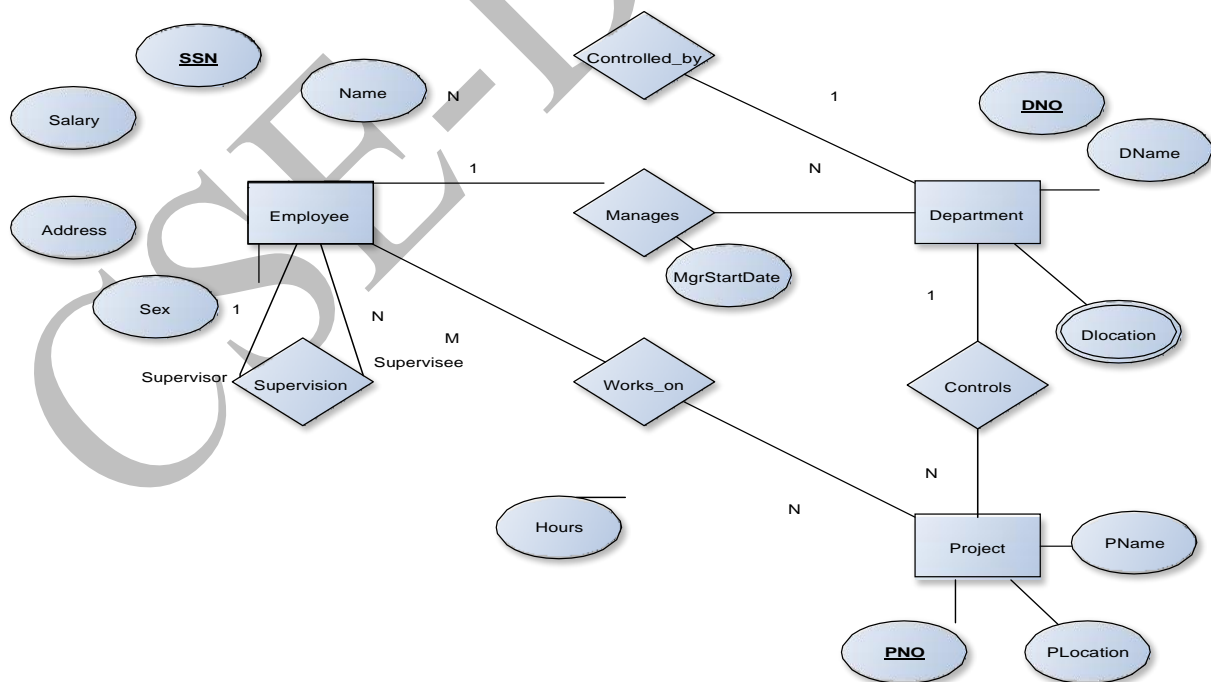 SSN
Controlled_by
Name
N
1
DNO
Salary
DName
1
N
Employee
Manages
Department
Address
MgrStartDate
Sex
1
N
1
Dlocation
M
Supervisee
Supervisor
Supervision
Works_on
Controls
N
N
Hours
Project
PName
PNO
PLocation
CSE-